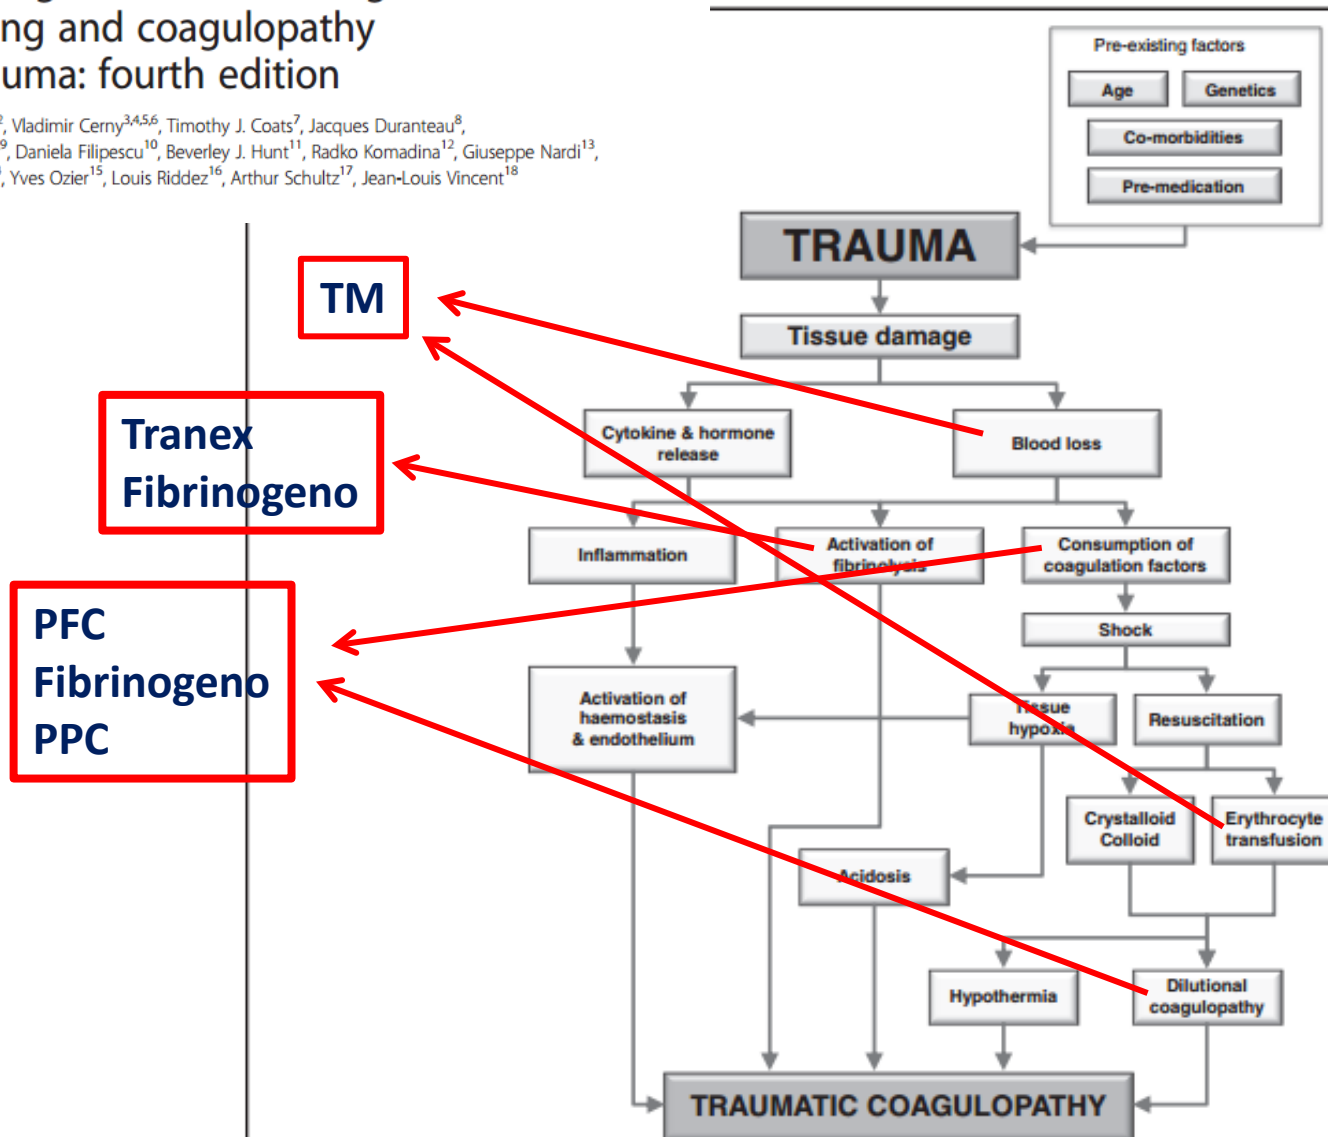 ng and coagulopathy
uma: fourth edition
², Vladimir Cerny³,⁴,⁵,⁶, Timothy J. Coats⁷, Jacques Duranteau⁸,
⁹, Daniela Filipescu¹⁰, Beverley J. Hunt¹¹, Radko Komadina¹², Giuseppe Nardi¹³,
, Yves Ozier¹⁵, Louis Riddez¹⁶, Arthur Schultz¹⁷, Jean-Louis Vincent¹⁸
Pre-existing factors
Age
Genetics
Co-morbidities
Pre-medication
TRAUMA
TM
Tissue damage
Tranex
Fibrinogeno
Cytokine & hormone
release
Blood loss
Inflammation
Activation of
fibrinolysis
Consumption of
coagulation factors
PFC
Fibrinogeno
PPC
Shock
Activation of
haemostasis
& endothelium
Tissue
hypoxia
Resuscitation
Crystalloid
Colloid
Erythrocyte
transfusion
Acidosis
Hypothermia
Dilutional
coagulopathy
TRAUMATIC COAGULOPATHY